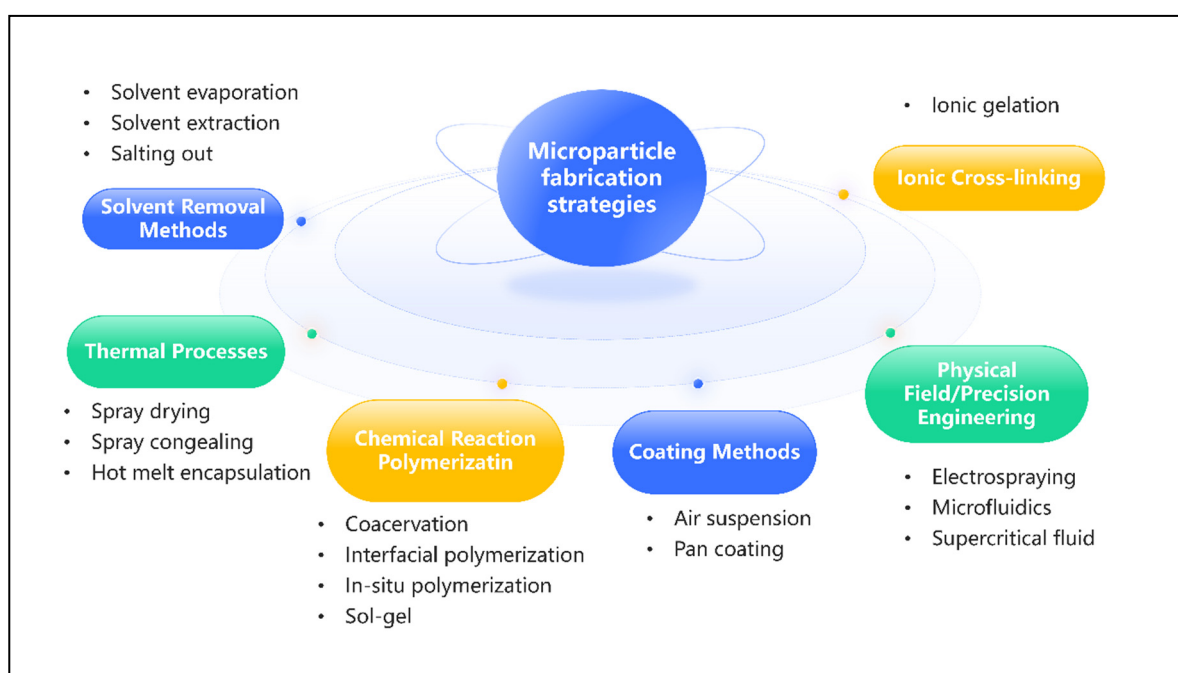 Microparticle
fabrication
strategies
• Solvent evaporation
• Solvent extraction
• Salting out
Solvent Removal
Methods
Thermal Processes
• Spray drying
• Spray congealing
• Hot melt encapsulation
Chemical Reaction
Polymerizatin
• Coacervation
• Interfacial polymerization
• In-situ polymerization
• Sol-gel
Coating Methods
• Air suspension
• Pan coating
Physical
Field/Precision
Engineering
• Electrospraying
• Microfluidics
• Supercritical fluid
• Ionic gelation
Ionic Cross-linking